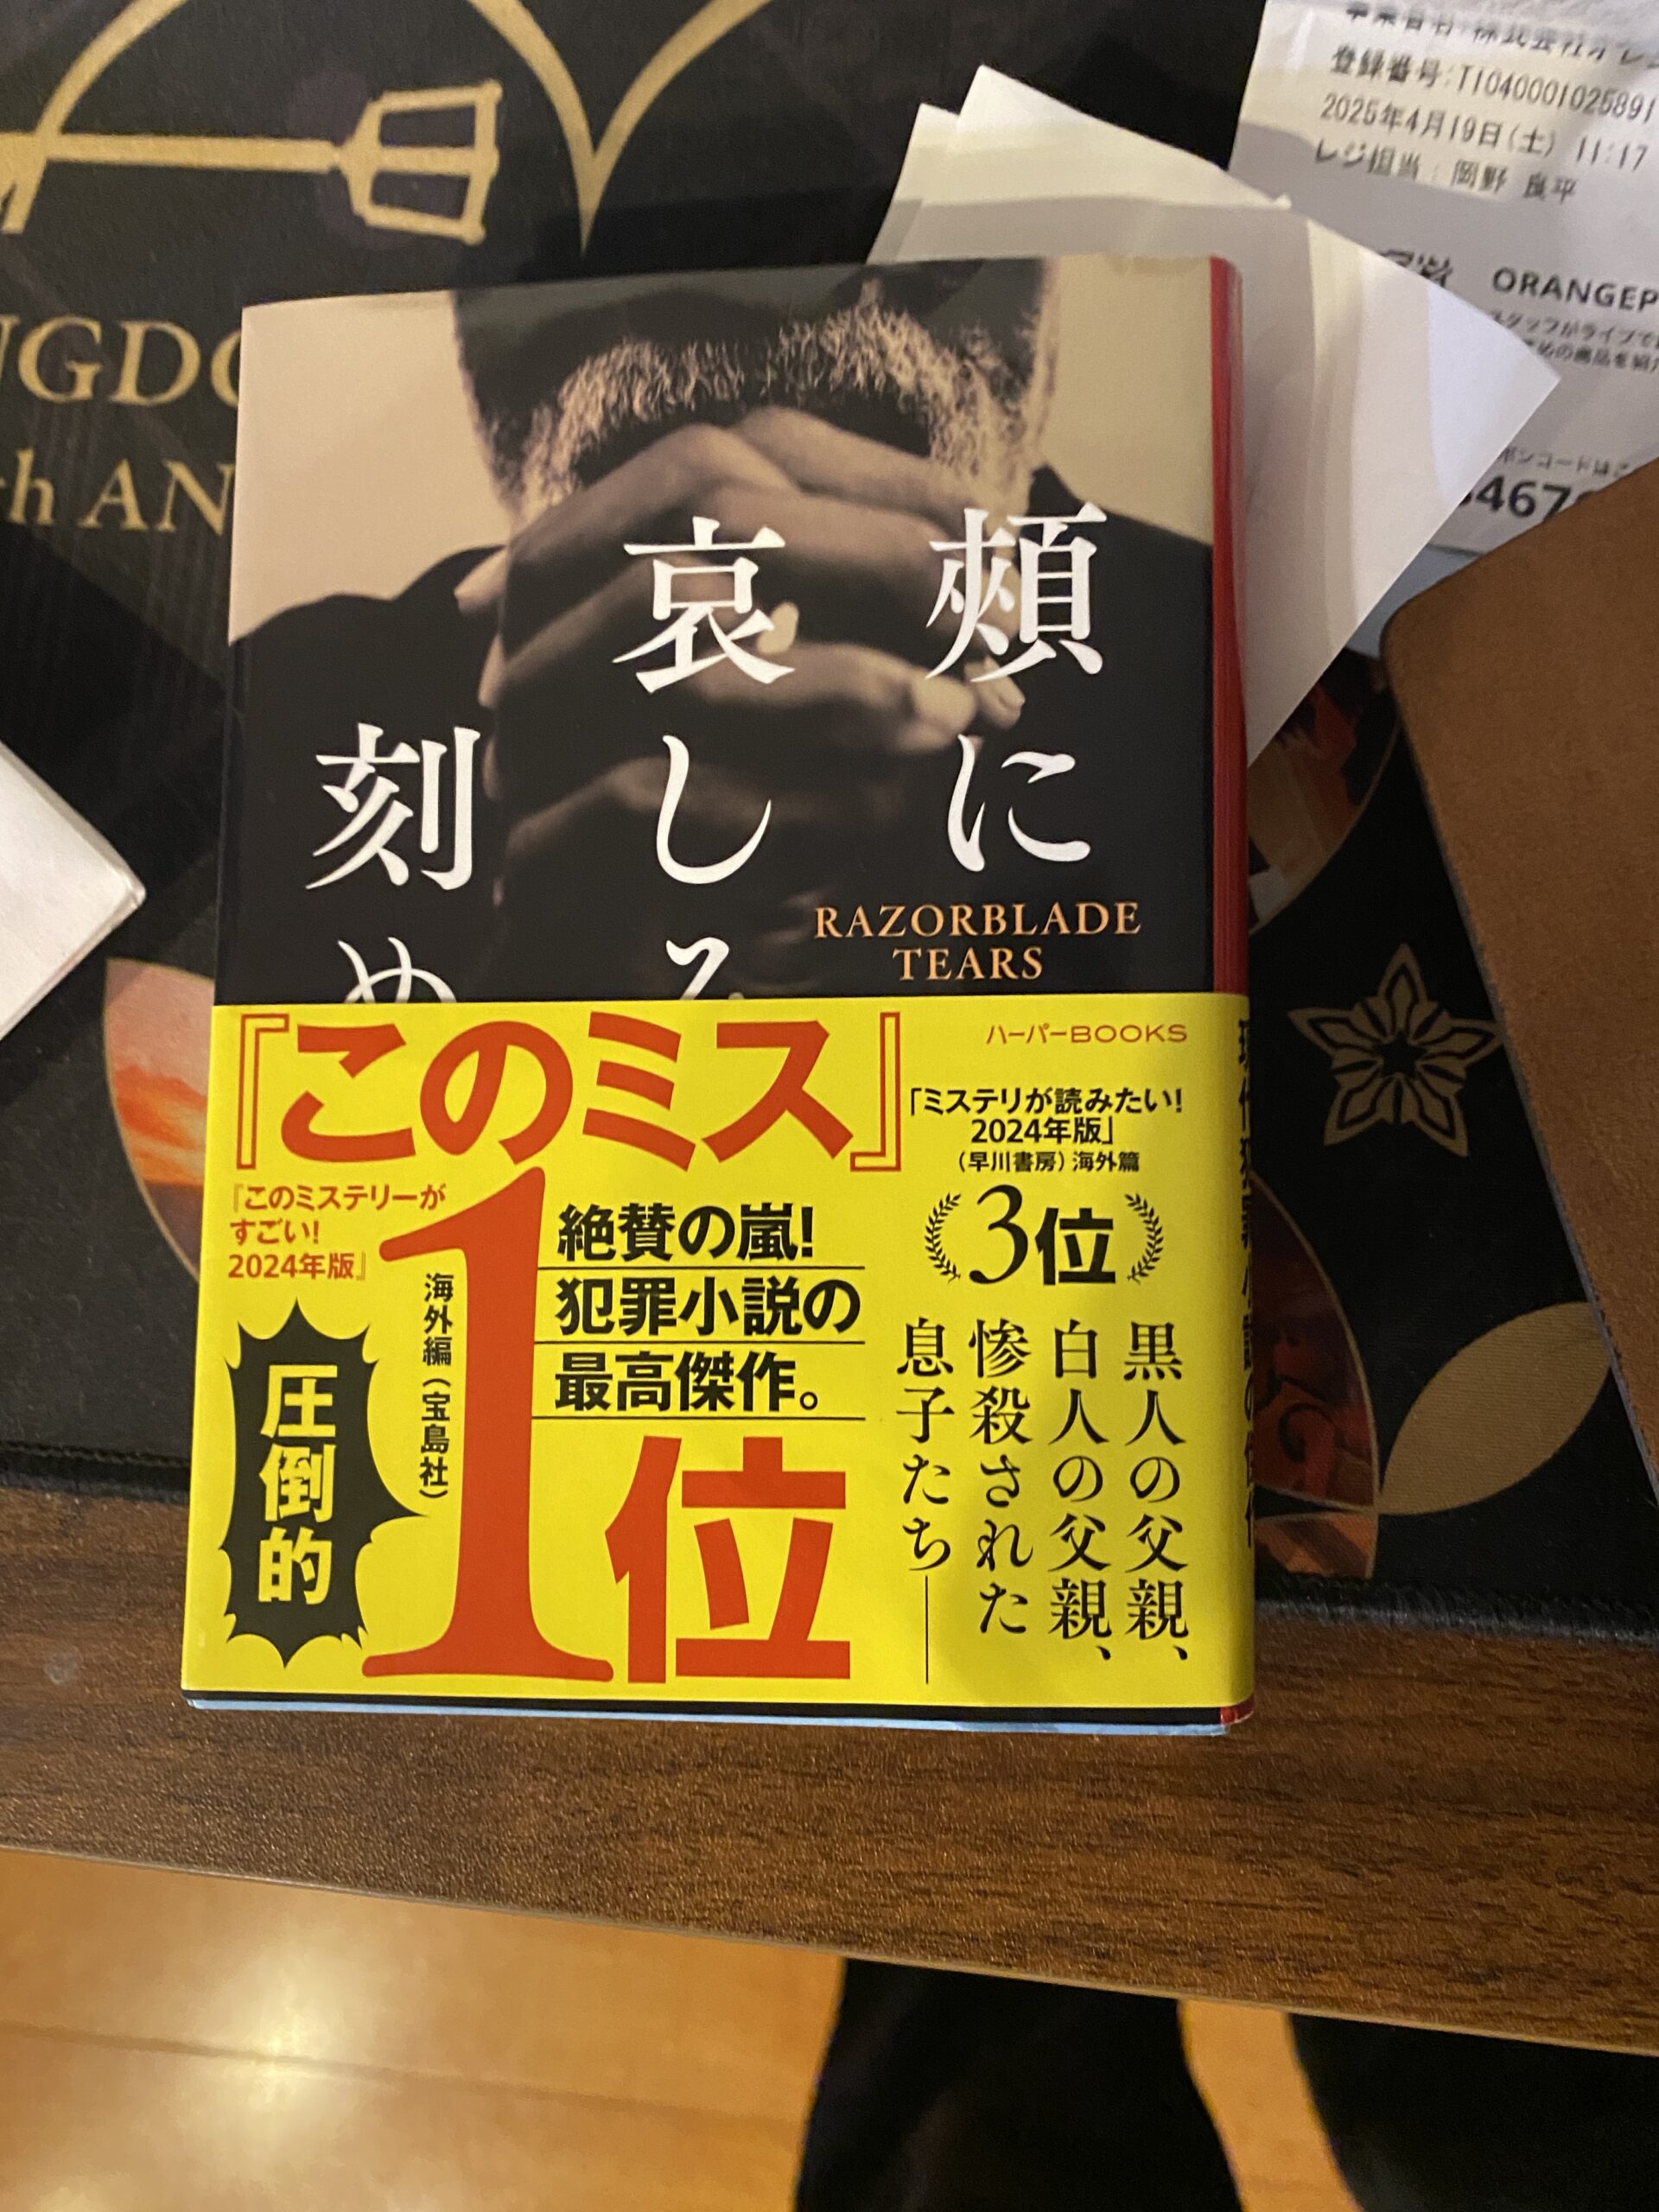 登録番号:T1040001025891
2025年4月19日(土) 11:17
レジ担当:岡野 良平
ORANGEP
NGDO
th AN
頬に
哀しみを
刻め
RAZORBLADE
TEARS
ハーパーBOOKS
『このミス』
『このミステリーが
すごい!
2024年版』
海外編(宝島社)
1位
圧倒的
絶賛の嵐!
犯罪小説の
最高傑作。
「ミステリが読みたい!
2024年版」
(早川書房)海外篇
3位
黒人の父親、
白人の父親、
惨殺された
息子たち――